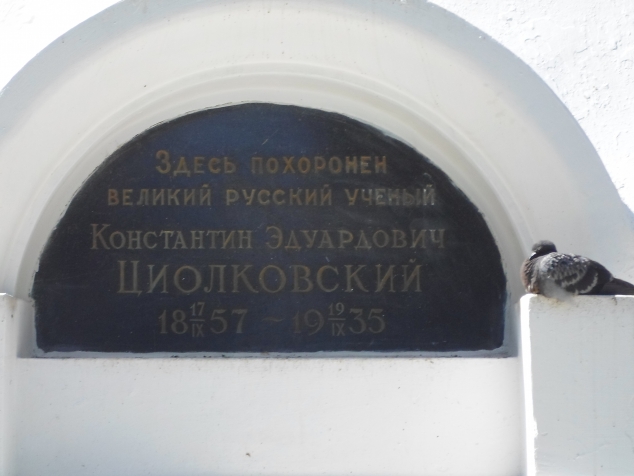 Здесь похоронен
великий русский ученый
Константин Эдуардович
Циолковский
18 17/IX 57 ~ 19 19/IX 35